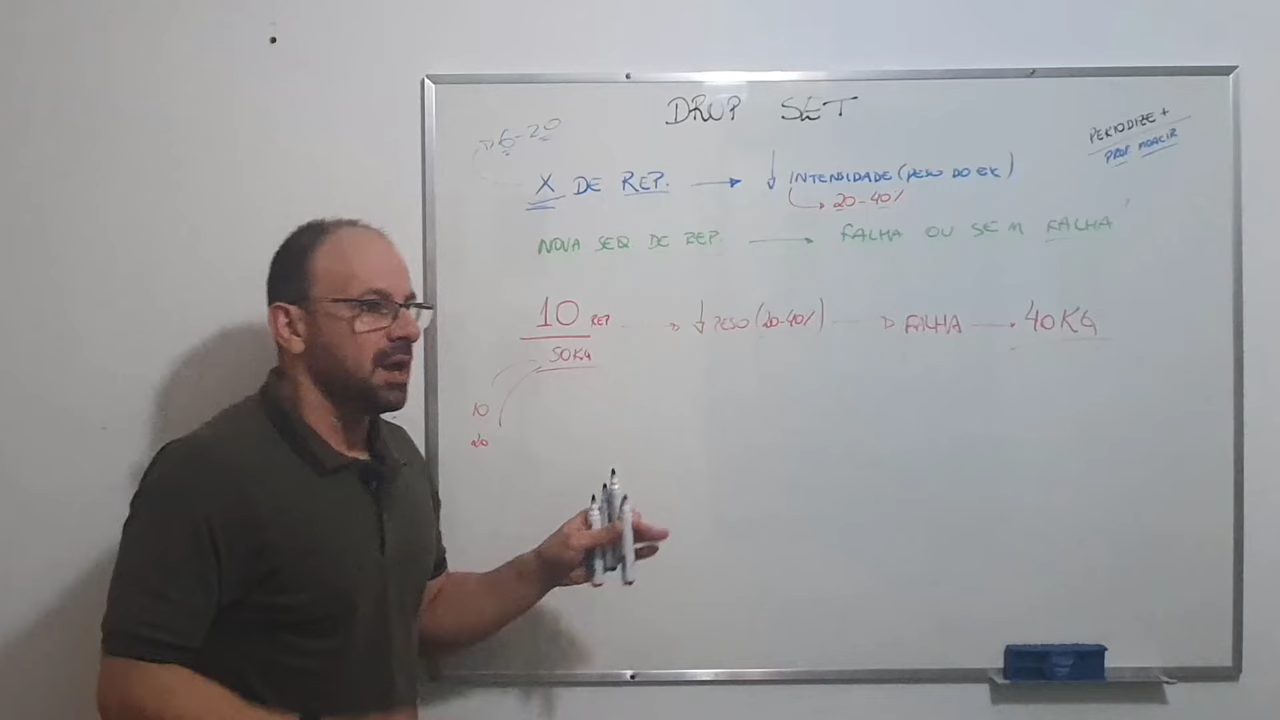 DROP SET
6-20
PERIODIZE +
PROF MOACIR
X DE REP. → ↓ INTENSIDADE (PESO DO EX)
→ 20-40%
NOVA SEQ DE REP. → FALHA OU SEM FALHA
10 REP → ↓ PESO (20-40%) → FALHA → 40KG
50KG
10
20